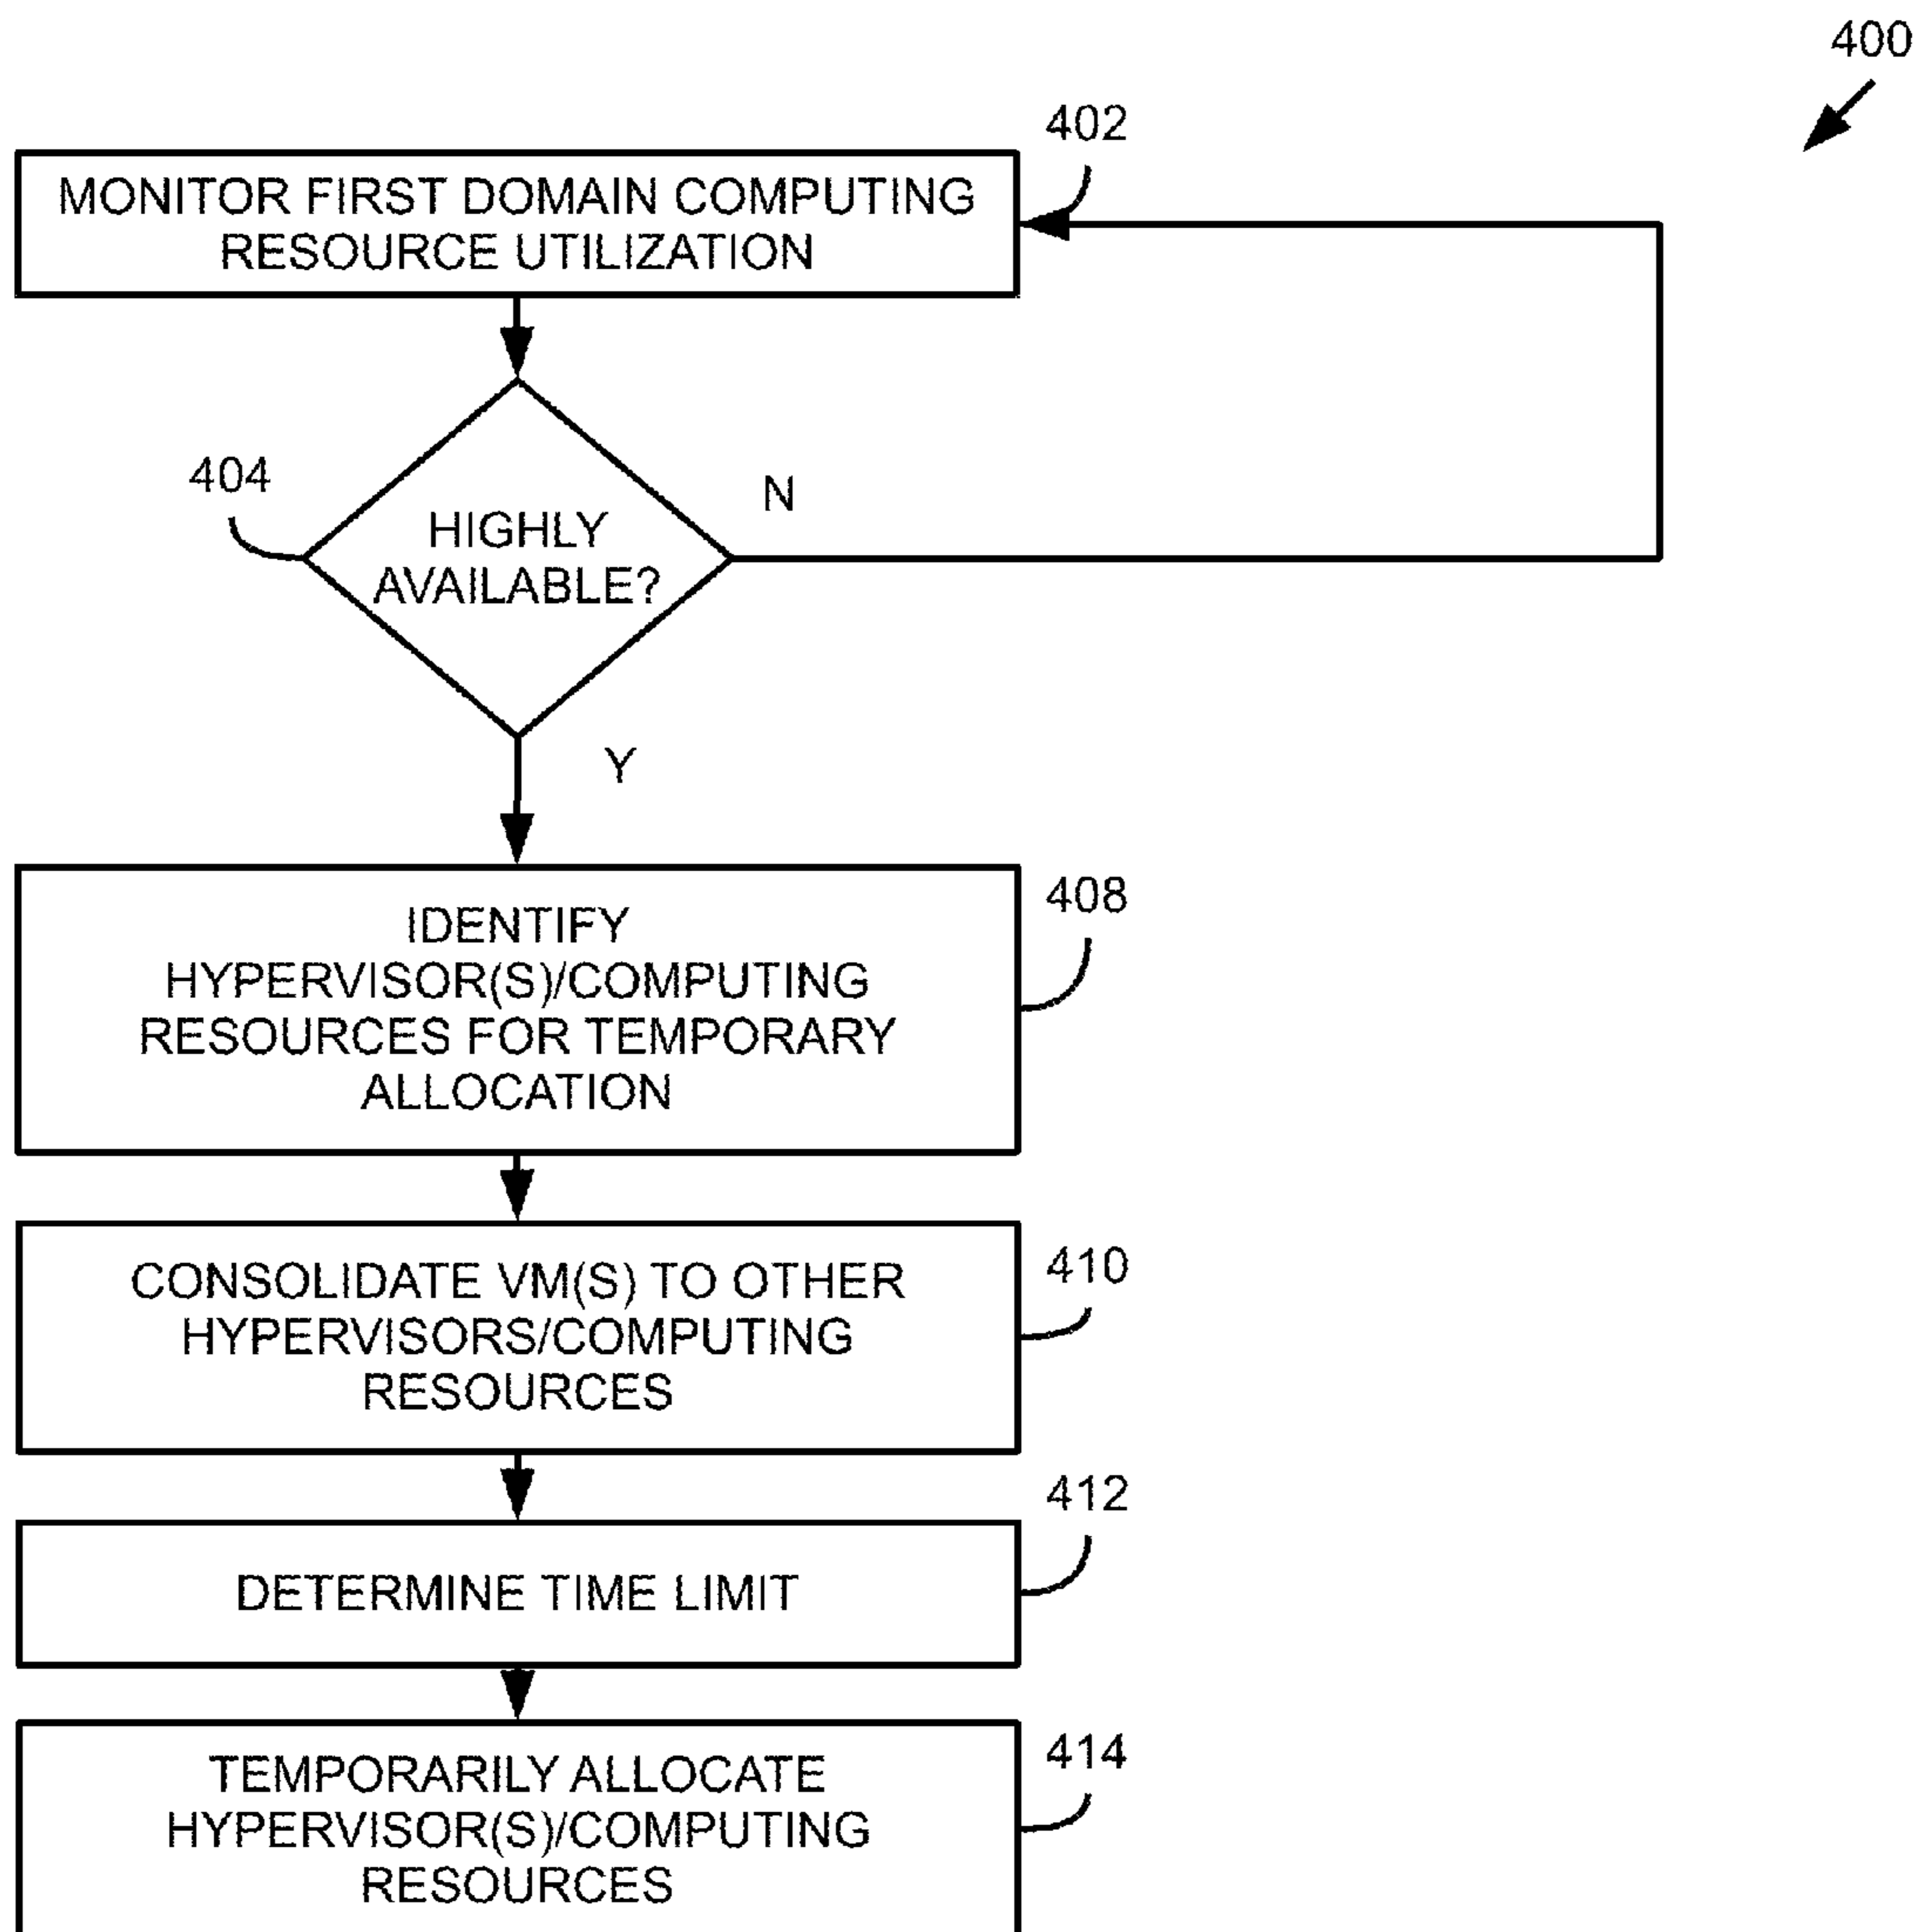 400
402
MONITOR FIRST DOMAIN COMPUTING
RESOURCE UTILIZATION
404
N
HIGHLY
AVAILABLE?
Y
408
IDENTIFY
HYPERVISOR(S)/COMPUTING
RESOURCES FOR TEMPORARY
ALLOCATION
410
CONSOLIDATE VM(S) TO OTHER
HYPERVISORS/COMPUTING
RESOURCES
412
DETERMINE TIME LIMIT
414
TEMPORARILY ALLOCATE
HYPERVISOR(S)/COMPUTING
RESOURCES